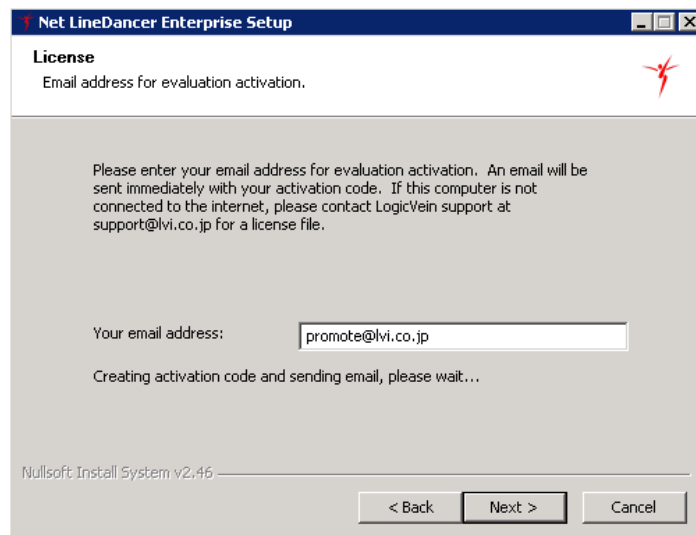 Net LineDancer Enterprise Setup
License
Email address for evaluation activation.
Please enter your email address for evaluation activation. An email will be
sent immediately with your activation code. If this computer is not
connected to the internet, please contact LogicVein support at
support@lvi.co.jp for a license file.
Your email address: promote@lvi.co.jp
Creating activation code and sending email, please wait...
Nullsoft Install System v2.46
< Back Next > Cancel